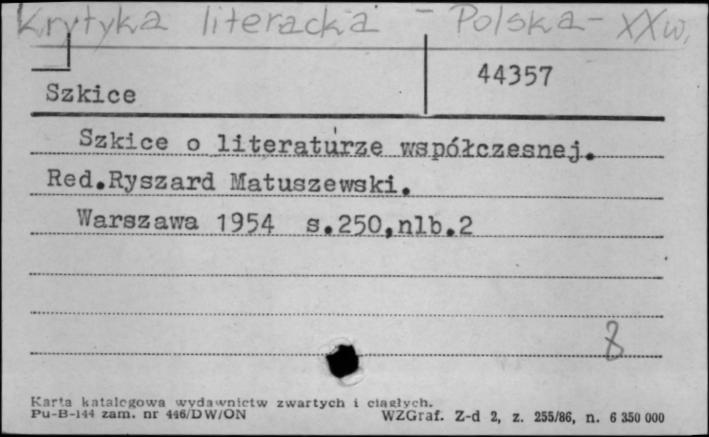 Krytyka literacka - Polska - XXw.
44357
Szkice
Szkice o literaturze współczesnej.
Red.Ryszard Matuszewski.
Warszawa 1954 s.250,nlb.2
8
Karta katalogowa wydawnictw zwartych i ciągłych.
Pu-B-144 zam. nr 446/DW/ON WZGraf. Z-d 2, z. 255/86, n. 6 350 000